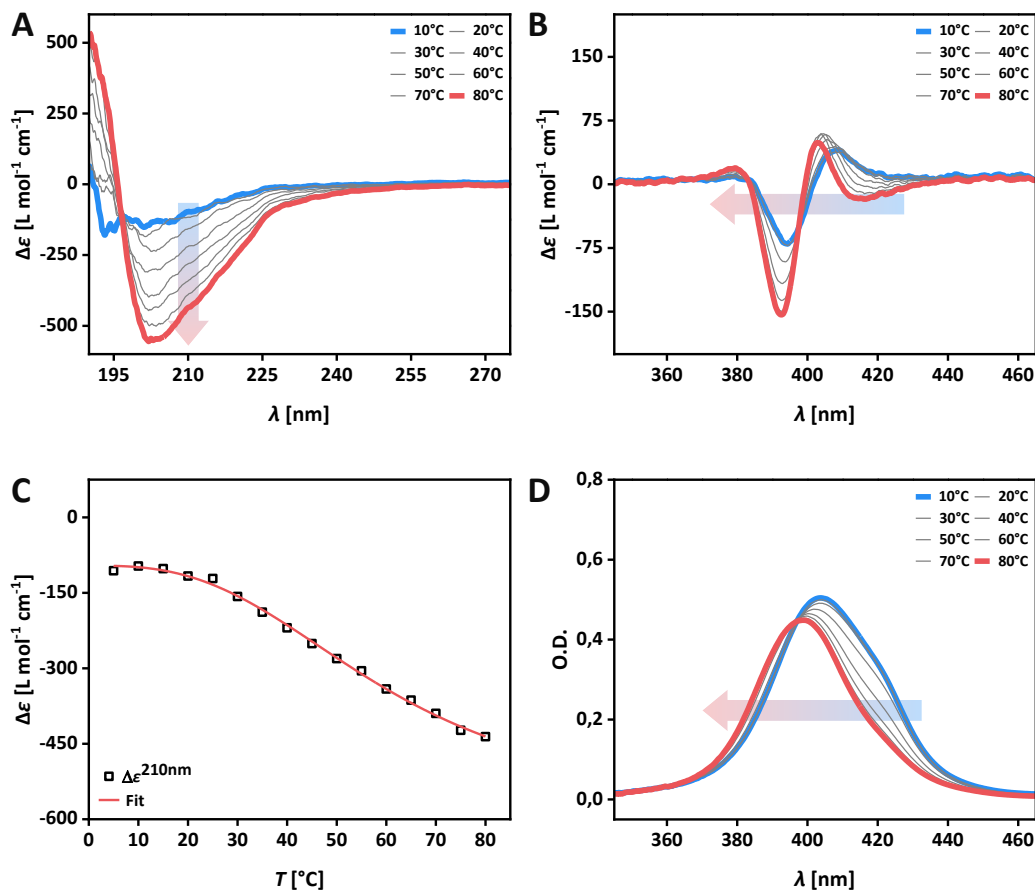 A
500
250
0
-250
-500
195
210
225
240
255
270
Δε [L mol⁻¹ cm⁻¹]
λ [nm]
10°C 20°C
30°C 40°C
50°C 60°C
70°C 80°C
B
150
75
0
-75
-150
360
380
400
420
440
460
Δε [L mol⁻¹ cm⁻¹]
λ [nm]
10°C 20°C
30°C 40°C
50°C 60°C
70°C 80°C
C
0
-150
-300
-450
-600
0
10
20
30
40
50
60
70
80
Δε [L mol⁻¹ cm⁻¹]
T [°C]
Δε²¹⁰ⁿᵐ
Fit
D
0,8
0,6
0,4
0,2
0,0
360
380
400
420
440
460
O.D.
λ [nm]
10°C 20°C
30°C 40°C
50°C 60°C
70°C 80°C